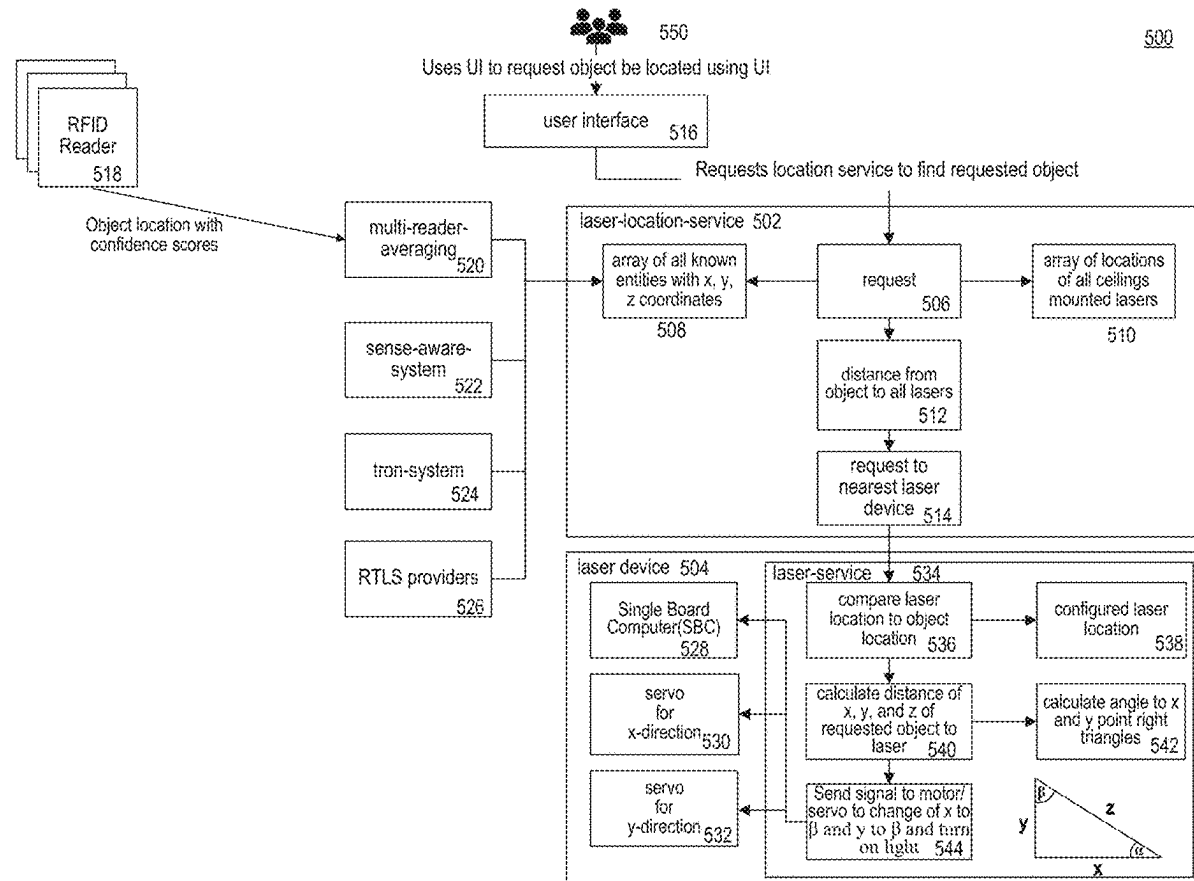 550
500
Uses UI to request object be located using UI
user interface
516
RFID
Reader
518
Requests location service to find requested object
Object location with
confidence scores
multi-reader-
averaging
520
sense-aware-
system
522
tron-system
524
RTLS providers
526
laser-location-service 502
array of all known
entities with x, y,
z coordinates
508
request
506
array of locations
of all ceilings
mounted lasers
510
distance from
object to all lasers
512
request to
nearest laser
device
514
laser device 504
Single Board
Computer(SBC)
528
servo
for
x-direction
530
servo
for
y-direction
532
laser-service
534
compare laser
location to object
location
536
configured laser
location
538
calculate distance of
x, y, and z of
requested object to
laser
540
calculate angle to x
and y point right
triangles
542
Send signal to motor/
servo to change of x to
β and y to β and turn
on light
544
β
z
y
α
x